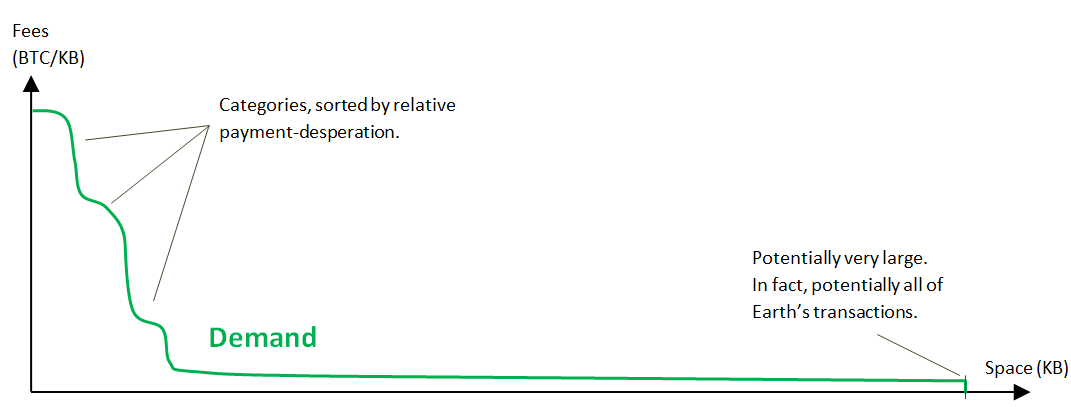 Fees
(BTC/KB)
Categories, sorted by relative
payment-desperation.
Potentially very large.
In fact, potentially all of
Earth's transactions.
Demand
Space (KB)